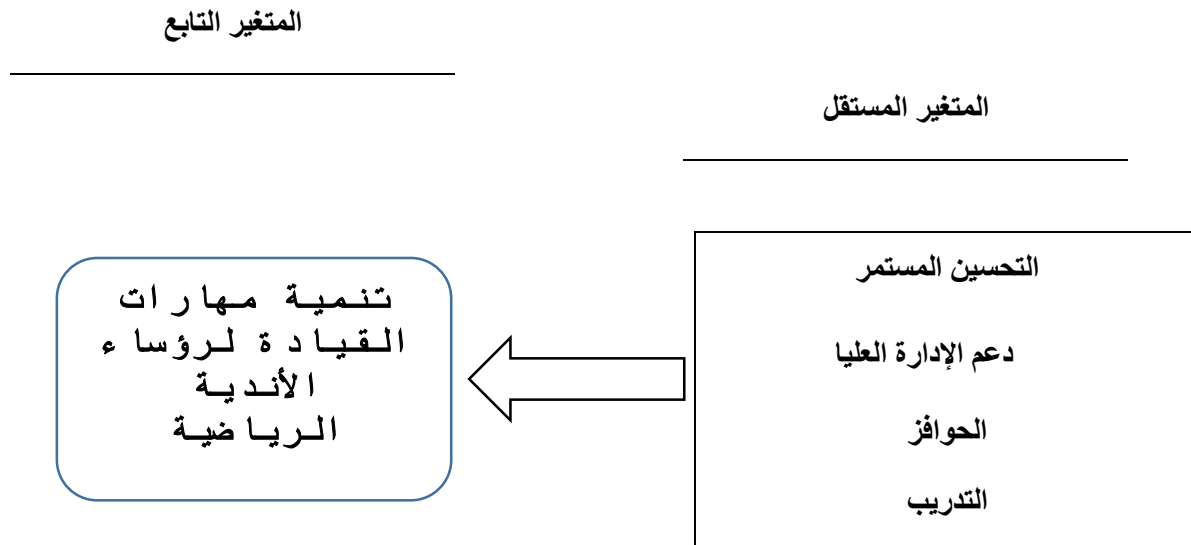 المتغير التابع
المتغير المستقل
التحسين المستمر
دعم الإدارة العليا
الحوافز
التدريب
تنمية مهارات
القيادة لرؤساء
الأندية
الرياضية